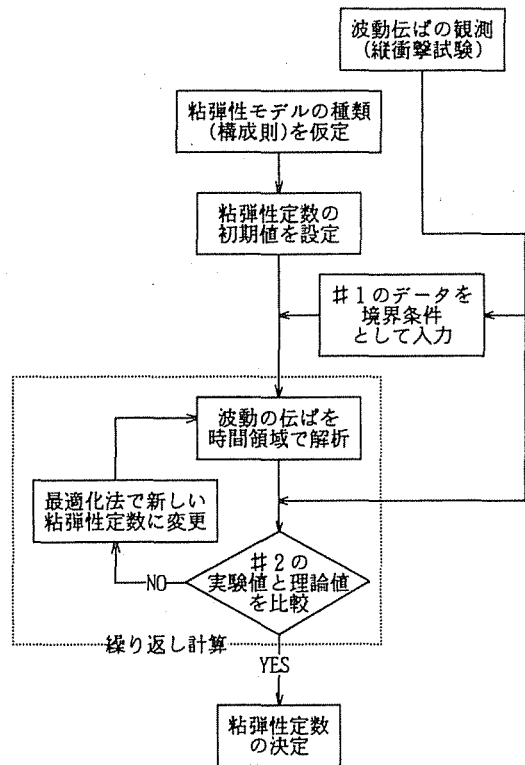 波動伝ばの観測
(縦衝撃試験)
粘弾性モデルの種類
(構成則)を仮定
粘弾性定数の
初期値を設定
#1のデータを
境界条件
として入力
波動の伝ばを
時間領域で解析
最適化法で新しい
粘弾性定数に変更
#2の
実験値と理論値
を比較
NO
繰り返し計算
YES
粘弾性定数
の決定